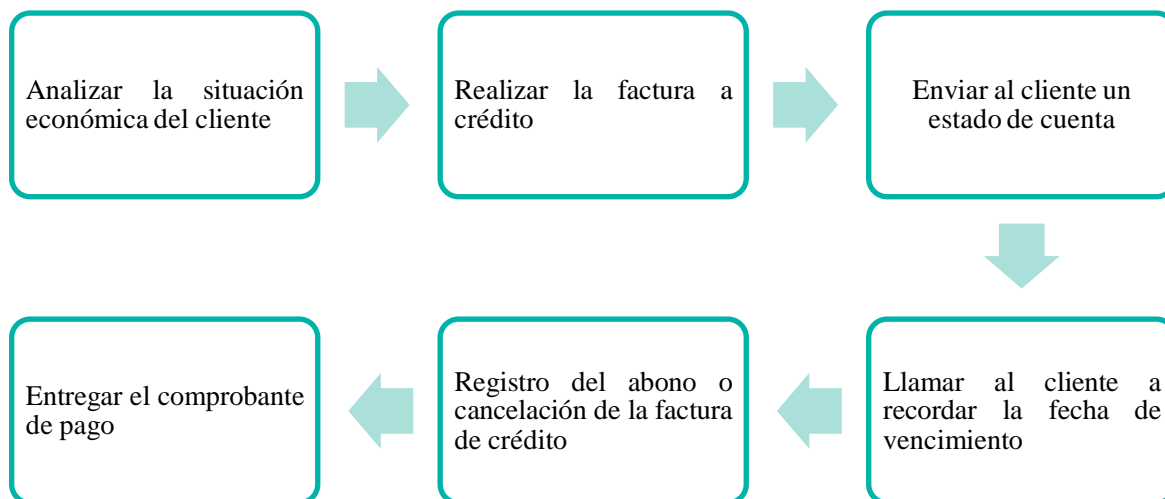 Analizar la situación
económica del cliente
Realizar la factura a
crédito
Enviar al cliente un
estado de cuenta
Llamar al cliente a
recordar la fecha de
vencimiento
Registro del abono o
cancelación de la factura
de crédito
Entregar el comprobante
de pago